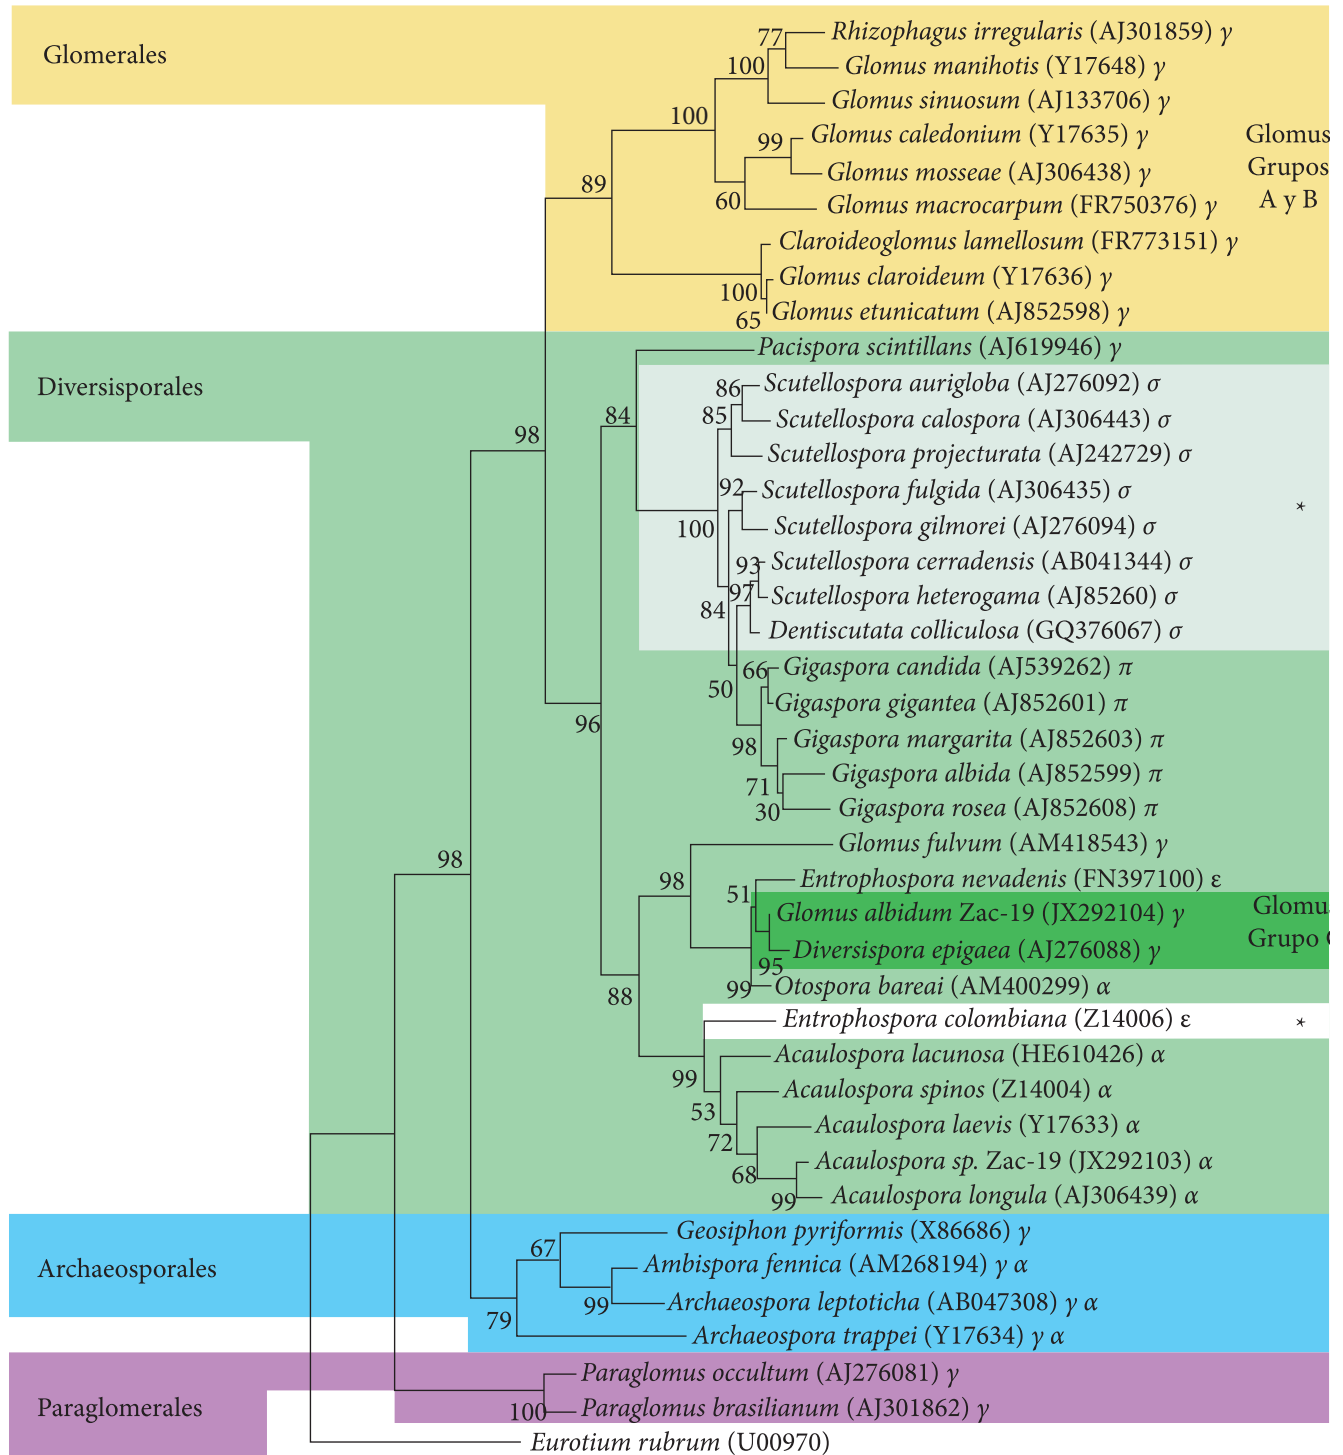 Glomerales
77
Rhizophagus irregularis (AJ301859) γ
100
Glomus manihotis (Y17648) γ
Glomus sinuosum (AJ133706) γ
100
99
Glomus caledonium (Y17635) γ
Glomus mosseae (AJ306438) γ
60
Glomus macrocarpum (FR750376) γ
Glomus
Grupos
A y B
89
Claroideoglomus lamellosum (FR773151) γ
Glomus claroideum (Y17636) γ
100
65
Glomus etunicatum (AJ852598) γ
Diversisporales
Pacispora scintillans (AJ619946) γ
86
Scutellospora aurigloba (AJ276092) σ
84
85
Scutellospora calospora (AJ306443) σ
98
Scutellospora projecturata (AJ242729) σ
92
Scutellospora fulgida (AJ306435) σ
*
100
Scutellospora gilmorei (AJ276094) σ
93
Scutellospora cerradensis (AB041344) σ
97
84
Scutellospora heterogama (AJ85260) σ
Dentiscutata colliculosa (GQ376067) σ
66
Gigaspora candida (AJ539262) π
50
Gigaspora gigantea (AJ852601) π
96
98
Gigaspora margarita (AJ852603) π
71
Gigaspora albida (AJ852599) π
30
Gigaspora rosea (AJ852608) π
Glomus fulvum (AM418543) γ
98
98
51
Entrophospora nevadenis (FN397100) ε
Glomus albidum Zac-19 (JX292104) γ
Diversispora epigaea (AJ276088) γ
Glomu
Grupo
95
88
99
Otospora bareai (AM400299) α
Entrophospora colombiana (Z14006) ε
*
Acaulospora lacunosa (HE610426) α
99
Acaulospora spinos (Z14004) α
53
Acaulospora laevis (Y17633) α
72
Acaulospora sp. Zac-19 (JX292103) α
68
99
Acaulospora longula (AJ306439) α
Archaeosporales
Geosiphon pyriformis (X86686) γ
67
Ambispora fennica (AM268194) γ α
99
Archaeospora leptoticha (AB047308) γ α
79
Archaeospora trappei (Y17634) γ α
Paraglomerales
Paraglomus occultum (AJ276081) γ
100
Paraglomus brasilianum (AJ301862) γ
Eurotium rubrum (U00970)